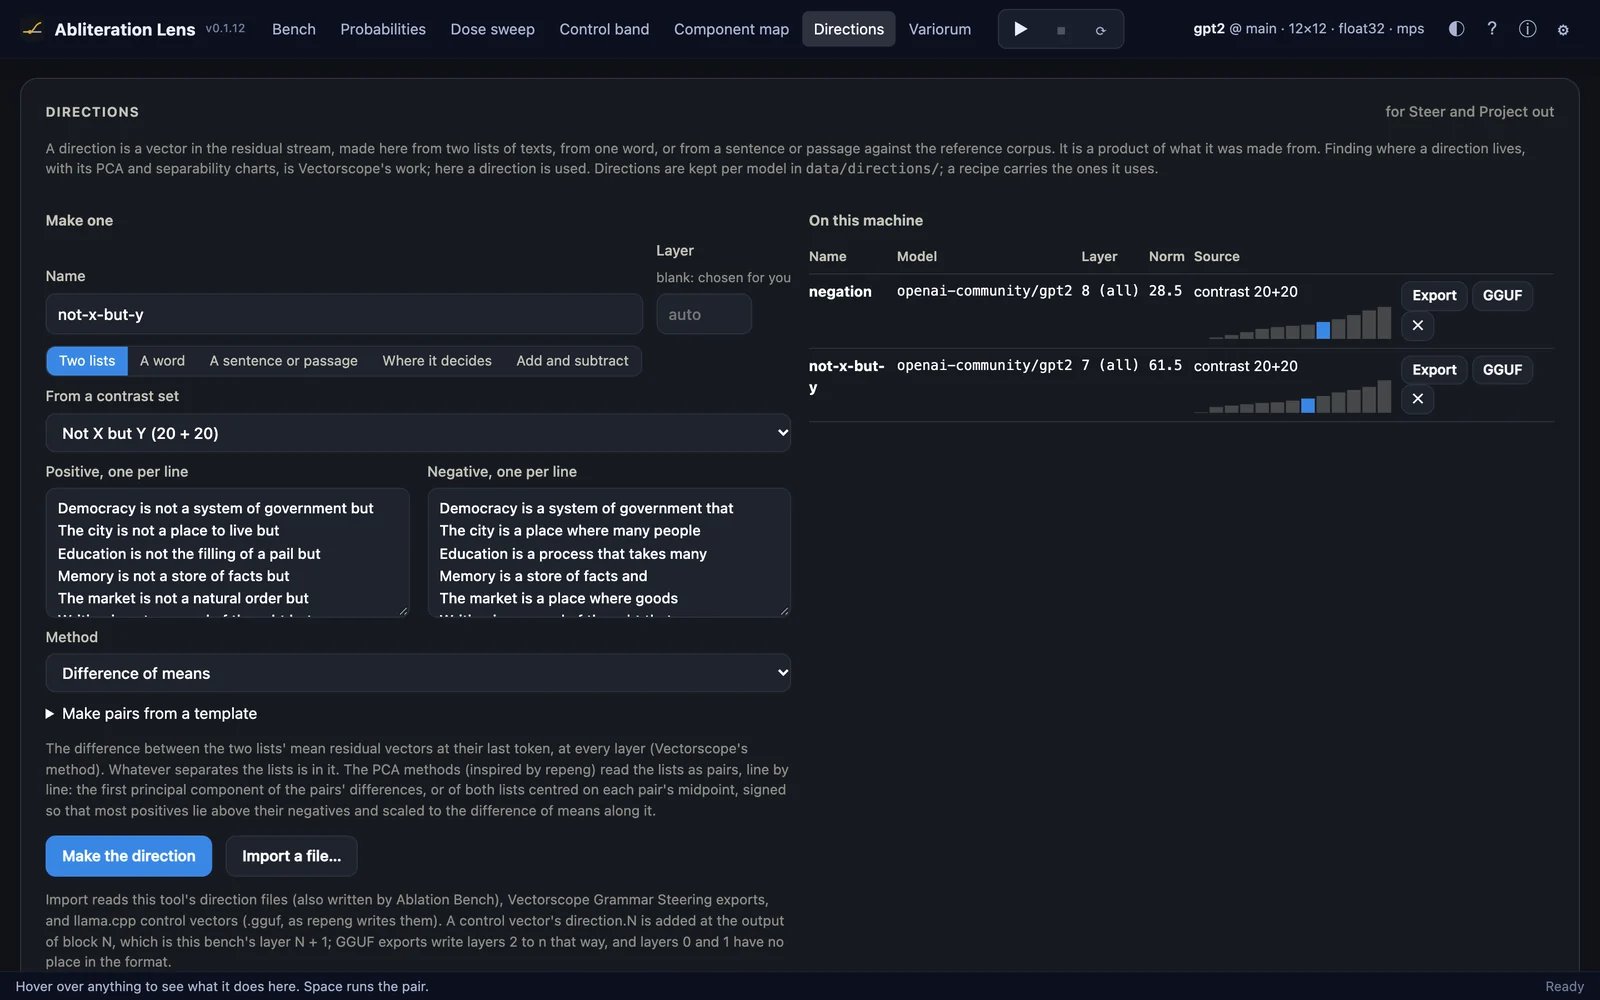 Abliteration Lens v0.1.12 Bench Probabilities Dose sweep Control band Component map Directions Variorum gpt2 @ main · 12×12 · float32 · mps
DIRECTIONS
for Steer and Project out
A direction is a vector in the residual stream, made here from two lists of texts, from one word, or from a sentence or passage against the reference corpus. It is a product of what it was made from. Finding where a direction lives,
with its PCA and separability charts, is Vectorscope's work; here a direction is used. Directions are kept per model in data/directions/; a recipe carries the ones it uses.
Make one
Name
Layer
blank: chosen for you
not-x-but-y
auto
Two lists A word A sentence or passage Where it decides Add and subtract
From a contrast set
Not X but Y (20 + 20)
Positive, one per line
Negative, one per line
Democracy is not a system of government but
The city is not a place to live but
Education is not the filling of a pail but
Memory is not a store of facts but
The market is not a natural order but
Democracy is a system of government that
The city is a place where many people
Education is a process that takes many
Memory is a store of facts and
The market is a place where goods
Method
Difference of means
Make pairs from a template
The difference between the two lists' mean residual vectors at their last token, at every layer (Vectorscope's
method). Whatever separates the lists is in it. The PCA methods (inspired by repeng) read the lists as pairs, line by
line: the first principal component of the pairs' differences, or of both lists centred on each pair's midpoint, signed
so that most positives lie above their negatives and scaled to the difference of means along it.
Make the direction
Import a file...
Import reads this tool's direction files (also written by Ablation Bench), Vectorscope Grammar Steering exports,
and llama.cpp control vectors (.gguf, as repeng writes them). A control vector's direction.N is added at the output
of block N, which is this bench's layer N + 1; GGUF exports write layers 2 to n that way, and layers 0 and 1 have no
place in the format.
On this machine
Name Model Layer Norm Source
negation openai-community/gpt2 8 (all) 28.5 contrast 20+20 Export GGUF
not-x-but-y openai-community/gpt2 7 (all) 61.5 contrast 20+20 Export GGUF
Hover over anything to see what it does here. Space runs the pair.
Ready